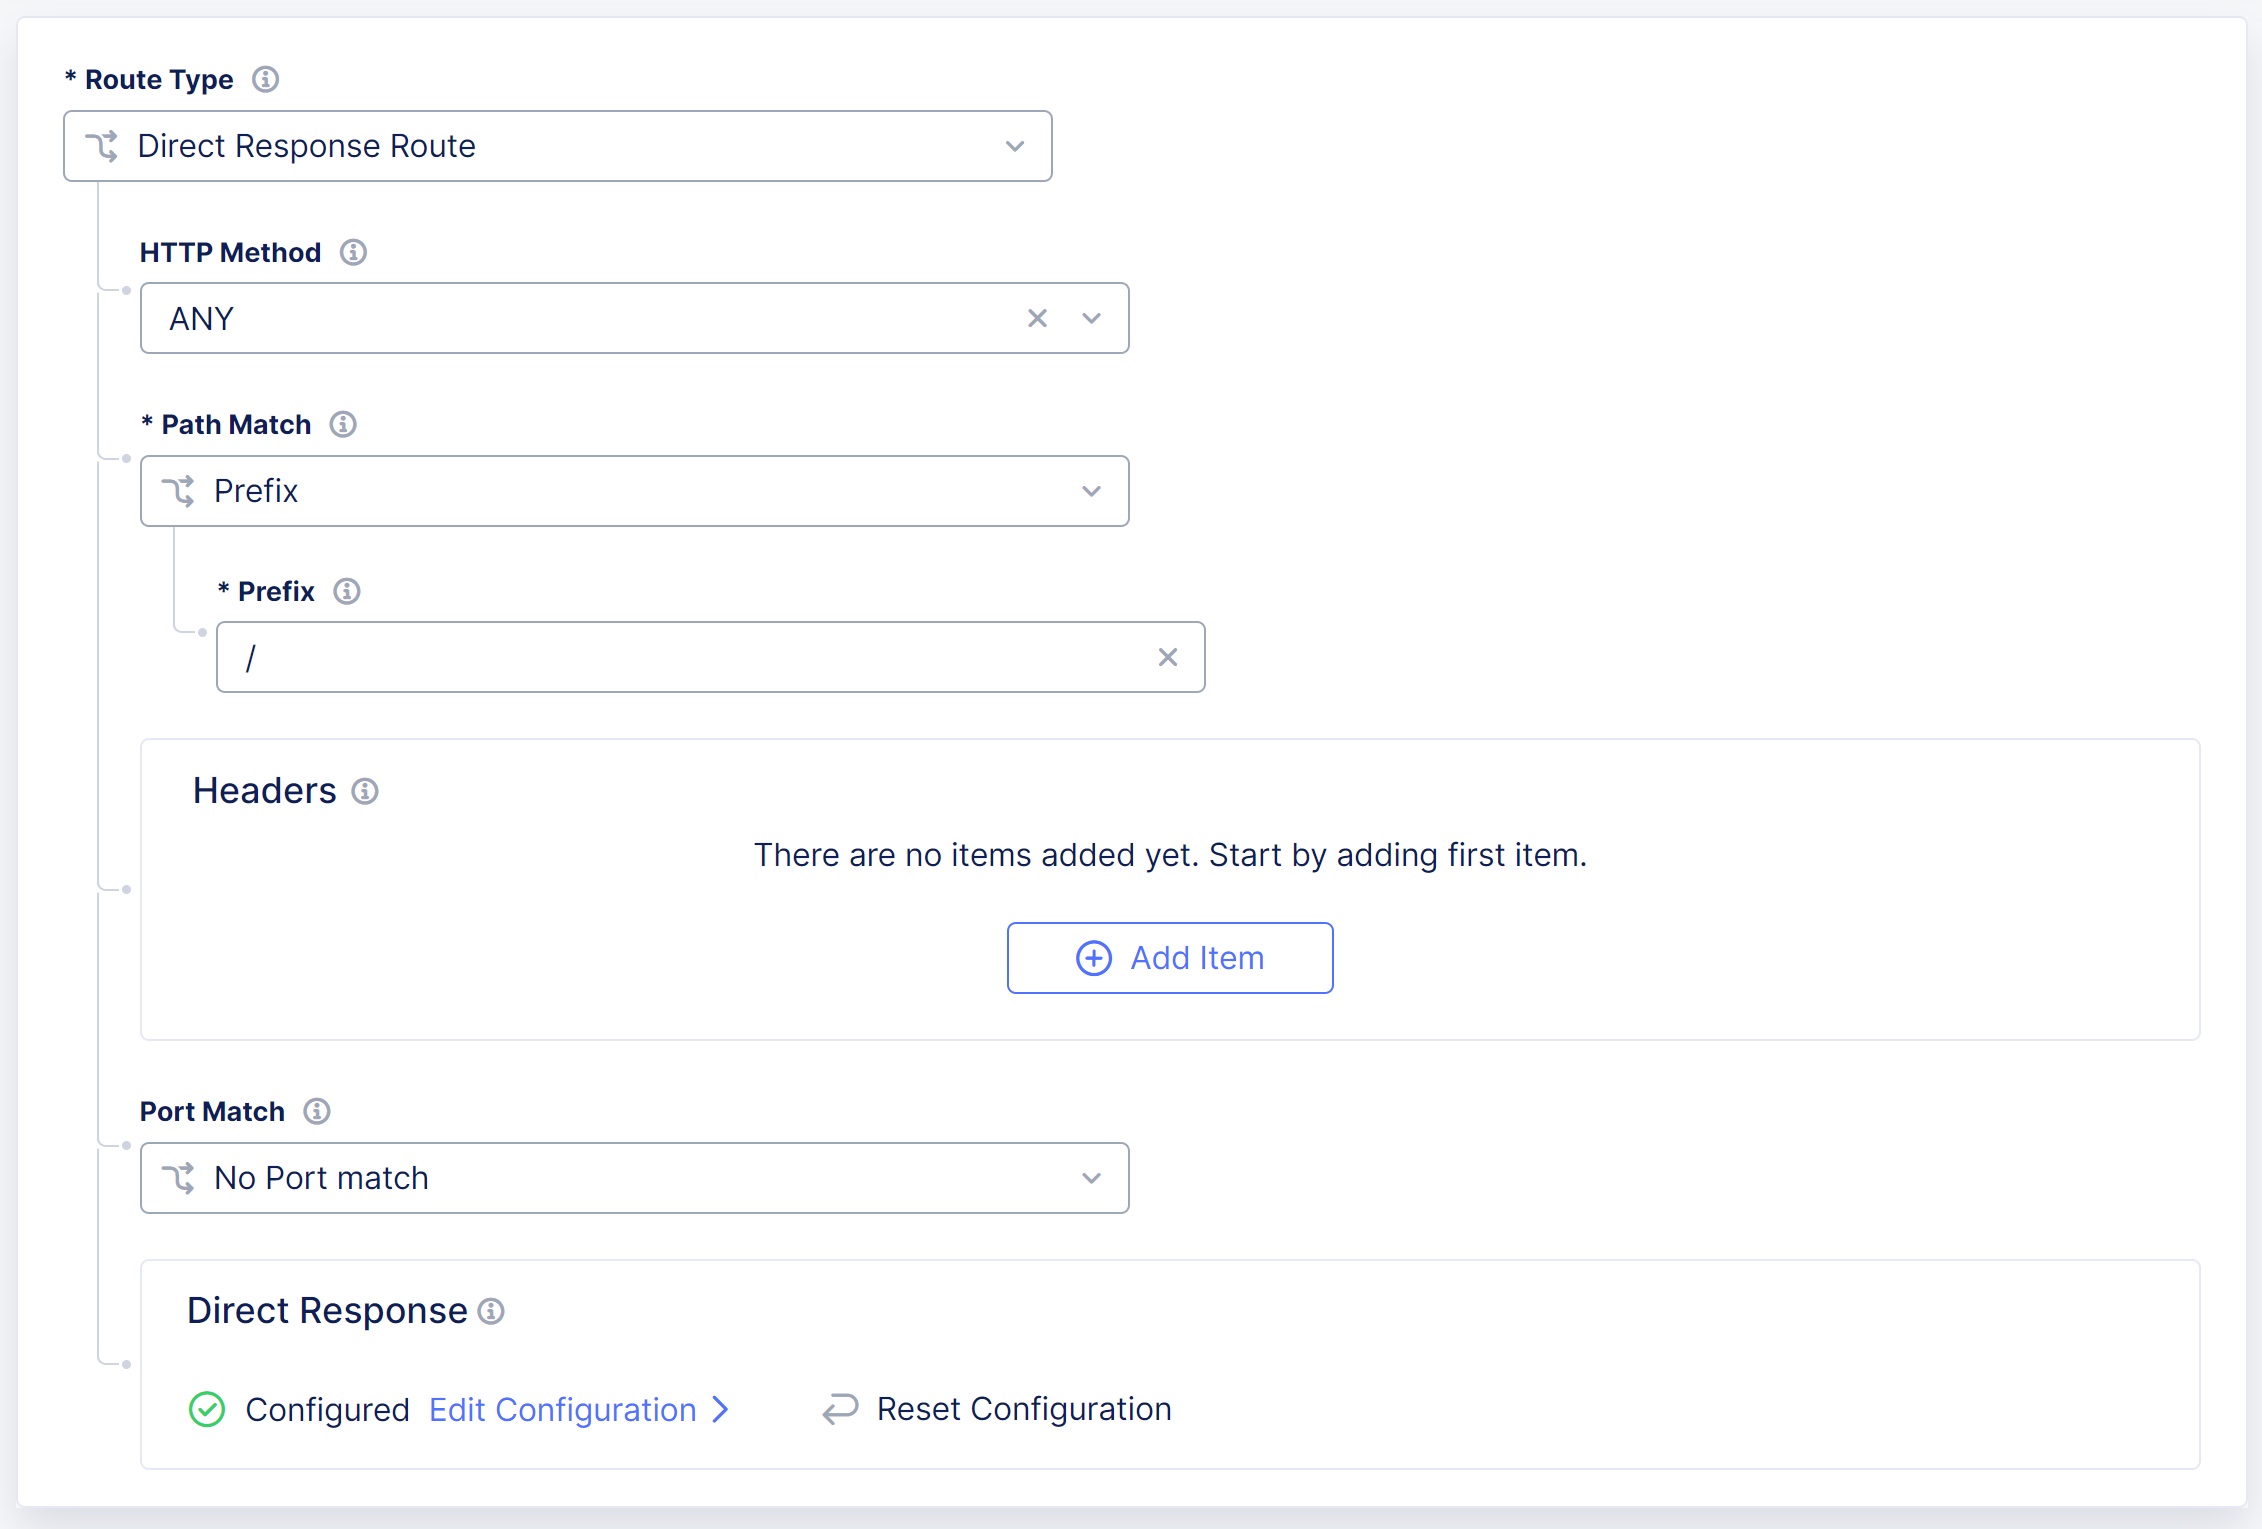 * Route Type
Direct Response Route
HTTP Method
ANY
* Path Match
Prefix
* Prefix
/
Headers
There are no items added yet. Start by adding first item.
Add Item
Port Match
No Port match
Direct Response
Configured Edit Configuration Reset Configuration